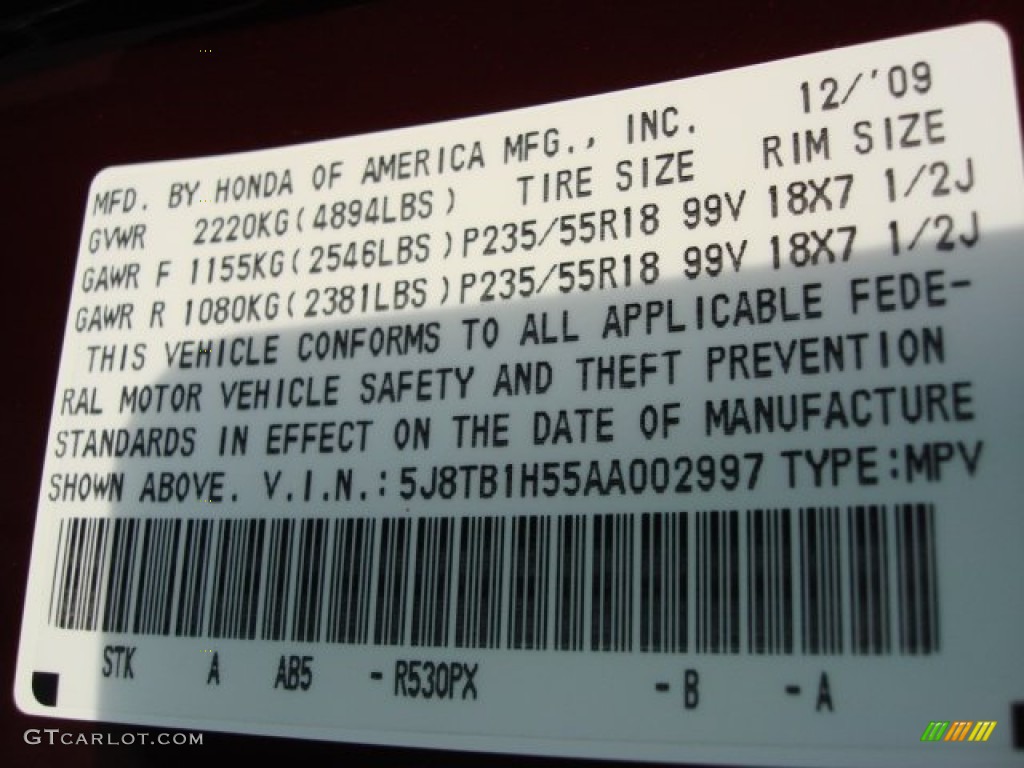 12/'09
MFD. BY HONDA OF AMERICA MFG., INC.
TIRE SIZE RIM SIZE
GVWR 2220KG(4894LBS)
GAWR F 1155KG(2546LBS)P235/55R18 99V 18X7 1/2J
GAWR R 1080KG(2381LBS)P235/55R18 99V 18X7 1/2J
THIS VEHICLE CONFORMS TO ALL APPLICABLE FEDE-
RAL MOTOR VEHICLE SAFETY AND THEFT PREVENTION
STANDARDS IN EFFECT ON THE DATE OF MANUFACTURE
SHOWN ABOVE. V.I.N.:5J8TB1H55AA002997 TYPE:MPV
STK A AB5 -R530PX -B -A
GTCARLOT.COM